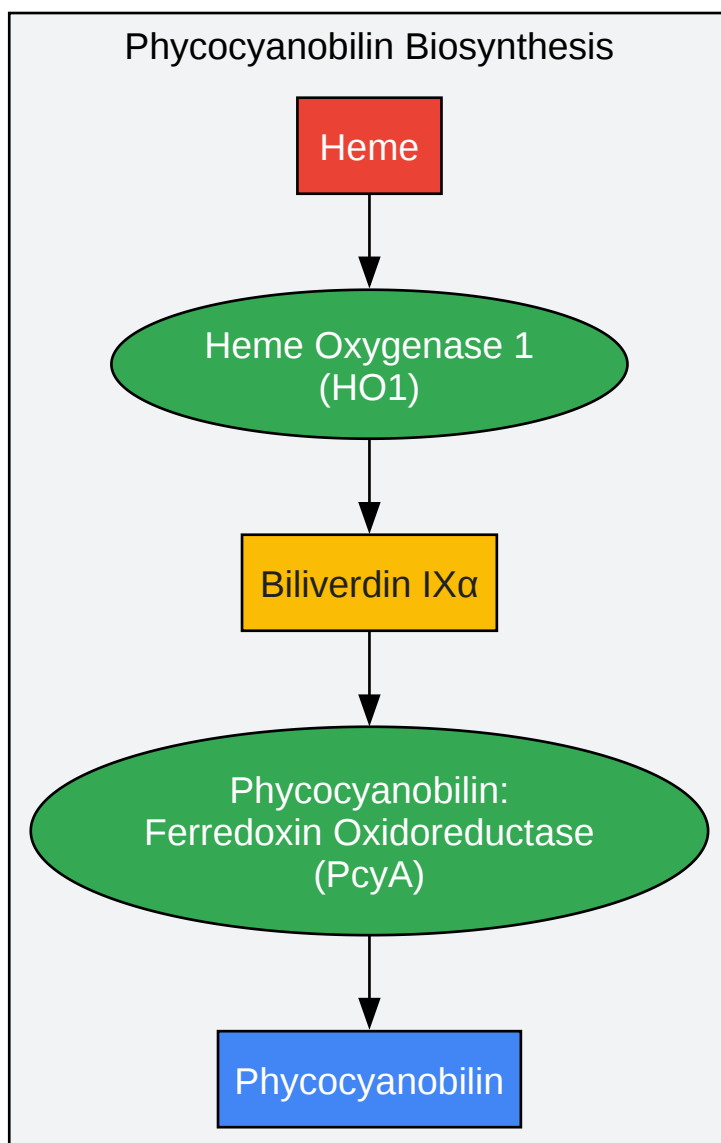 Phycocyanobilin Biosynthesis
Heme
Heme Oxygenase 1
(HO1)
Biliverdin IXα
Phycocyanobilin:
Ferredoxin Oxidoreductase
(PcyA)
Phycocyanobilin